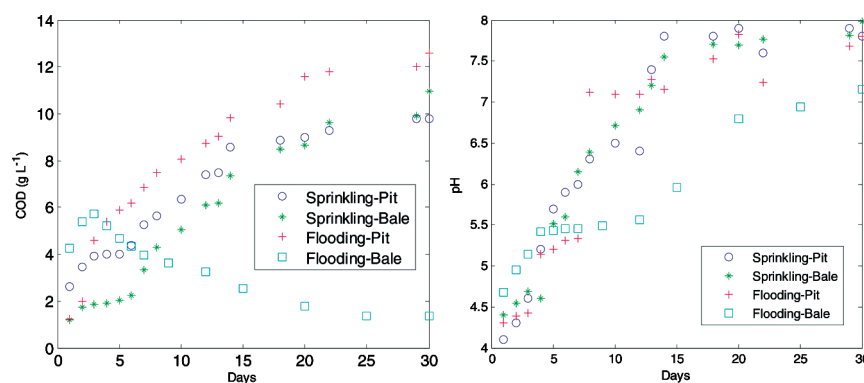 14
12
10
8
6
4
2
0
COD (g L⁻¹)
0 5 10 15 20 25 30
Days
Sprinkling-Pit
Sprinkling-Bale
Flooding-Pit
Flooding-Bale
8
7.5
7
6.5
6
5.5
5
4.5
4
pH
0 5 10 15 20 25 30
Days
Sprinkling-Pit
Sprinkling-Bale
Flooding-Pit
Flooding-Bale